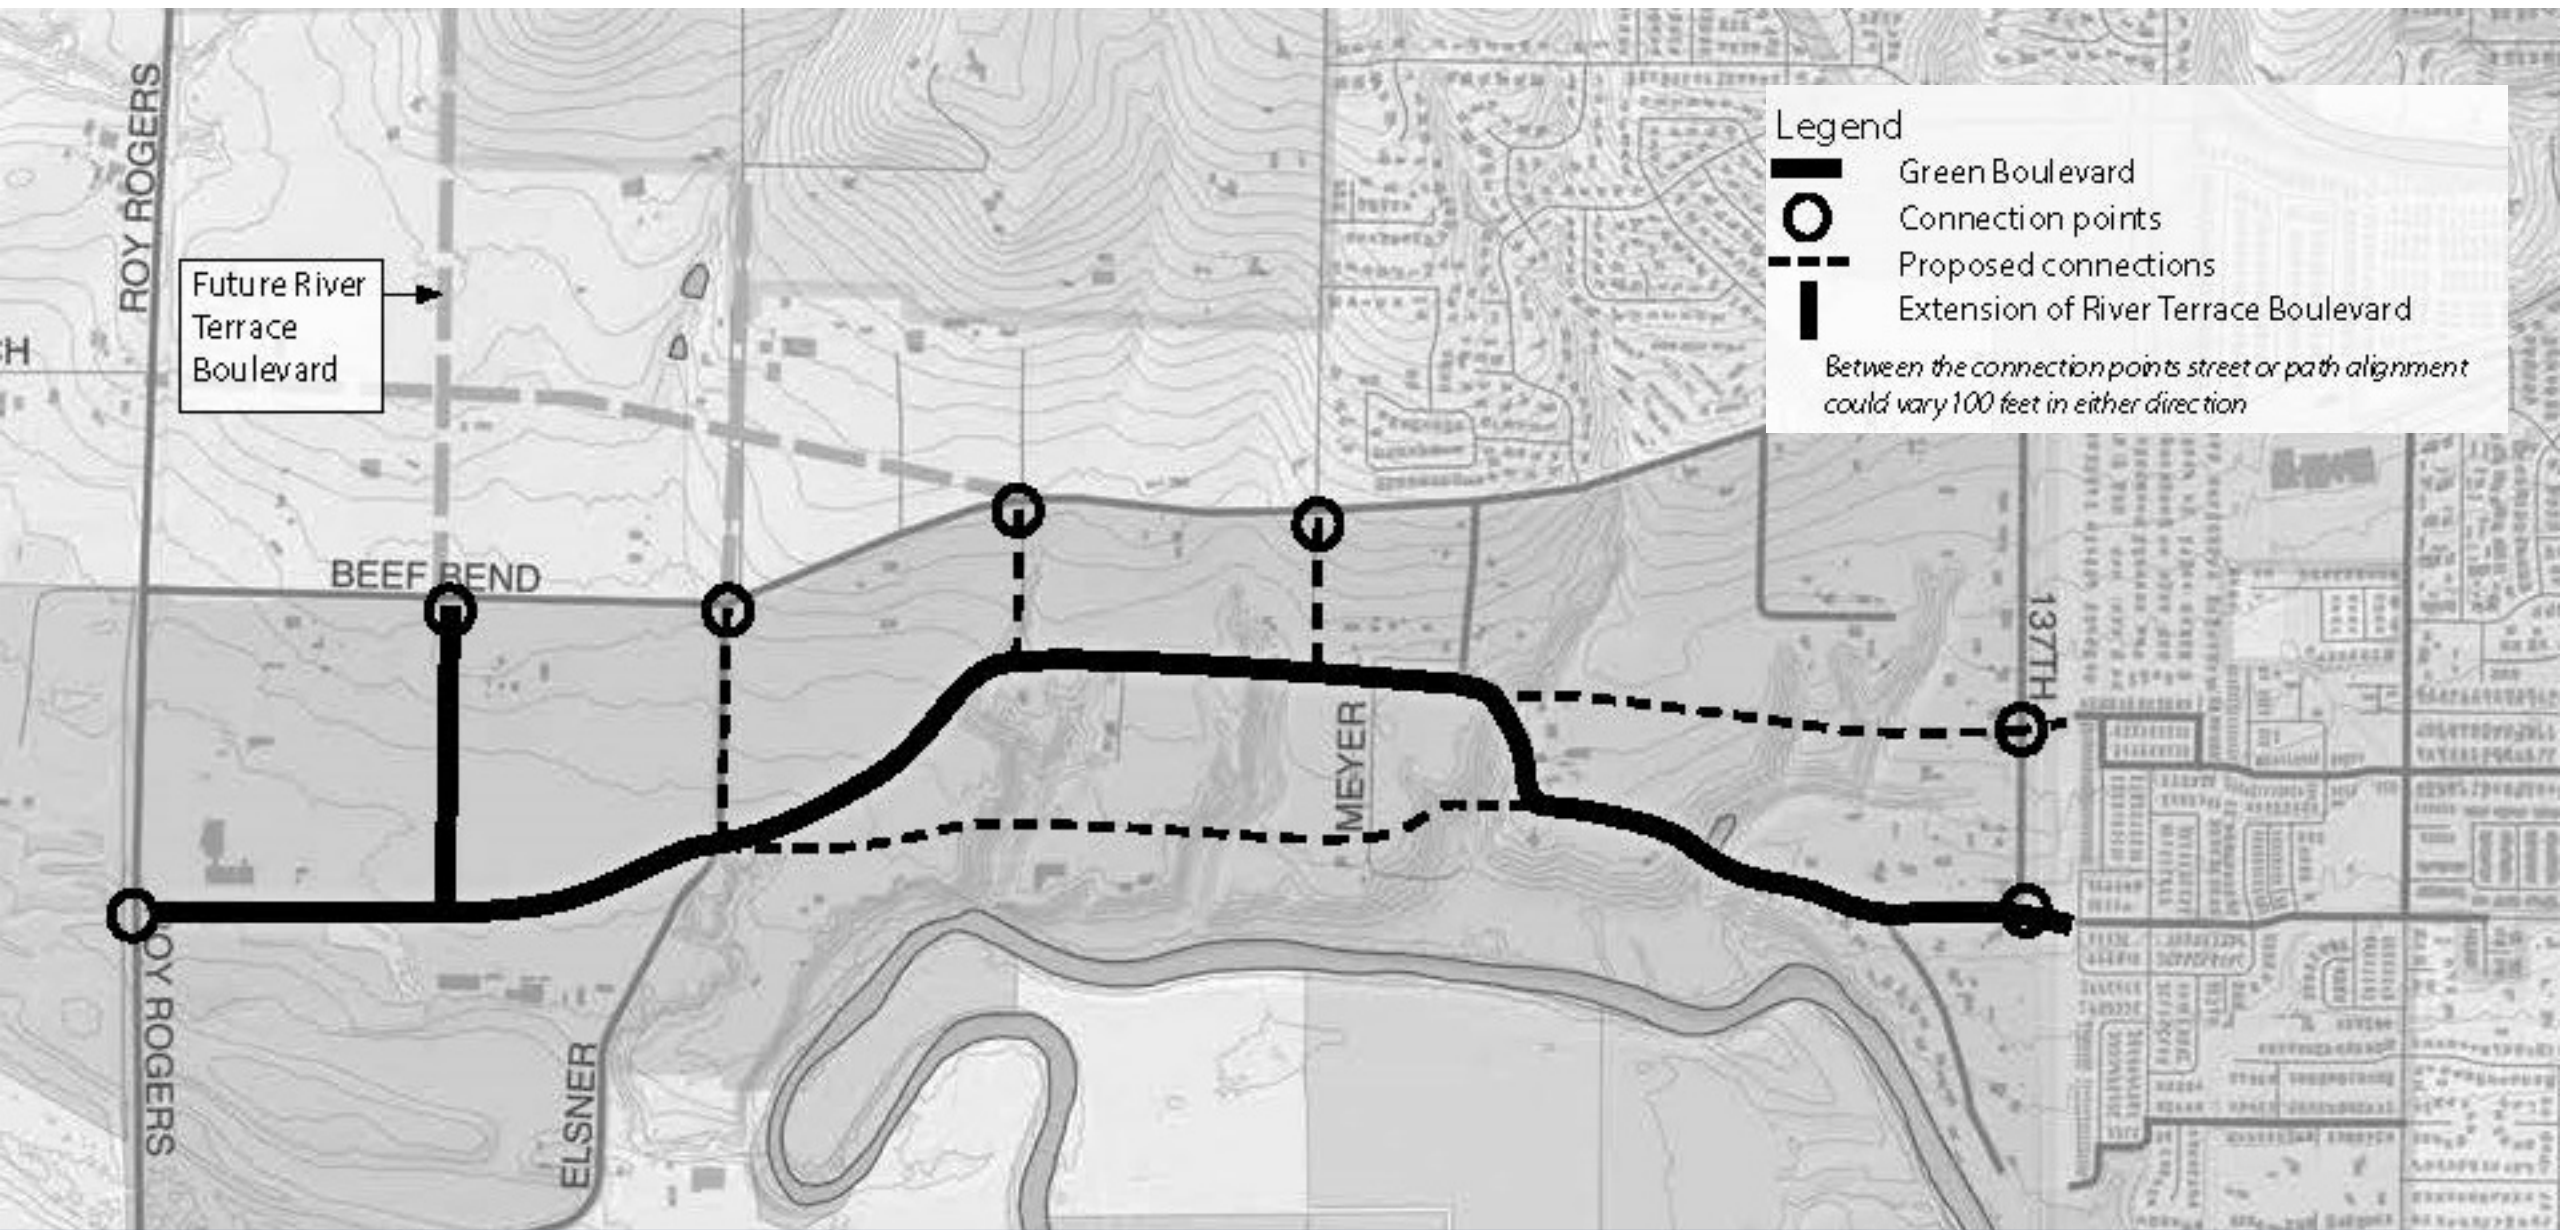 ROY ROGERS
Legend
Green Boulevard
Connection points
Proposed connections
Extension of River Terrace Boulevard
Between the connection points street or path alignment
could vary 100 feet in either direction
Future River
Terrace
Boulevard
CH
BEEF BEND
137TH
MEYER
ROY ROGERS
ELSNER